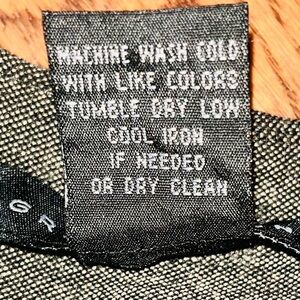 MACHINE WASH COLD
WITH LIKE COLORS
TUMBLE DRY LOW
COOL IRON
IF NEEDED
OR DRY CLEAN
G R